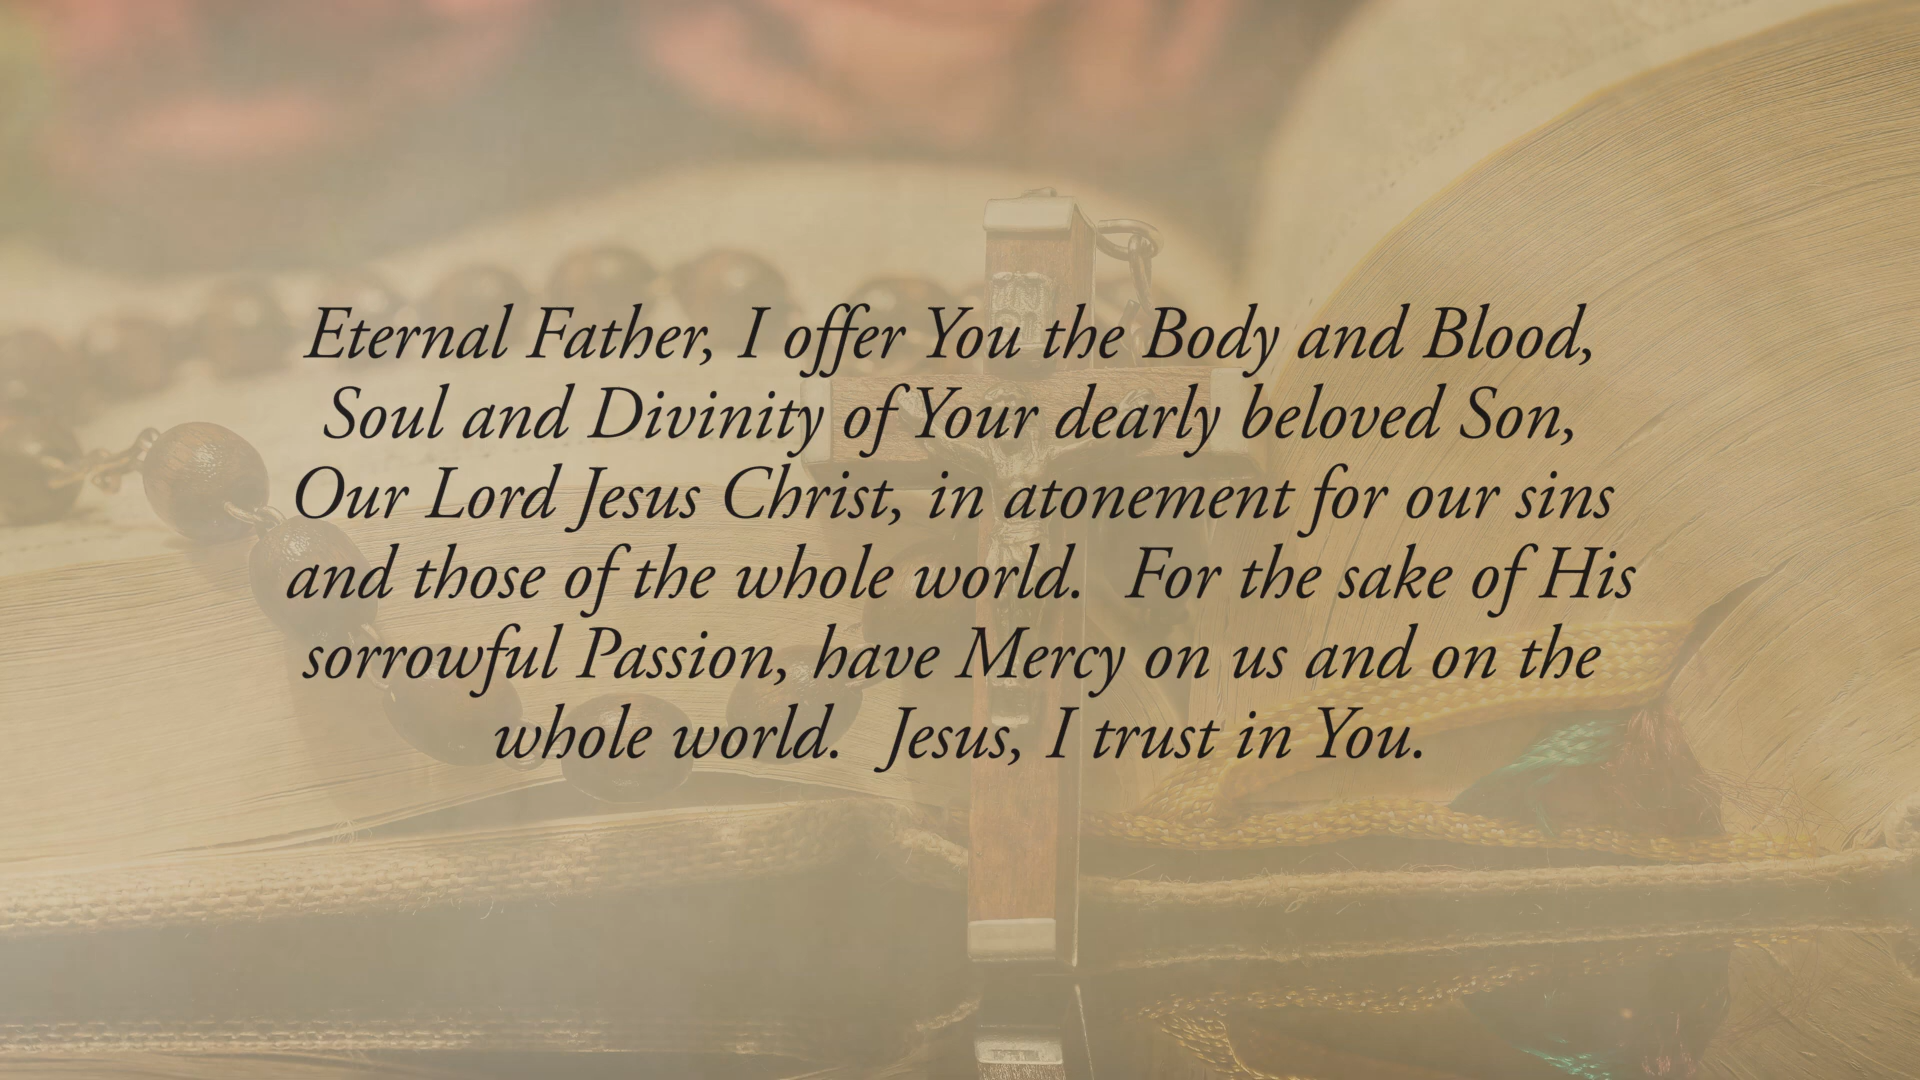 Eternal Father, I offer You the Body and Blood,
Soul and Divinity of Your dearly beloved Son,
Our Lord Jesus Christ, in atonement for our sins
and those of the whole world.  For the sake of His
sorrowful Passion, have Mercy on us and on the
whole world.  Jesus, I trust in You.